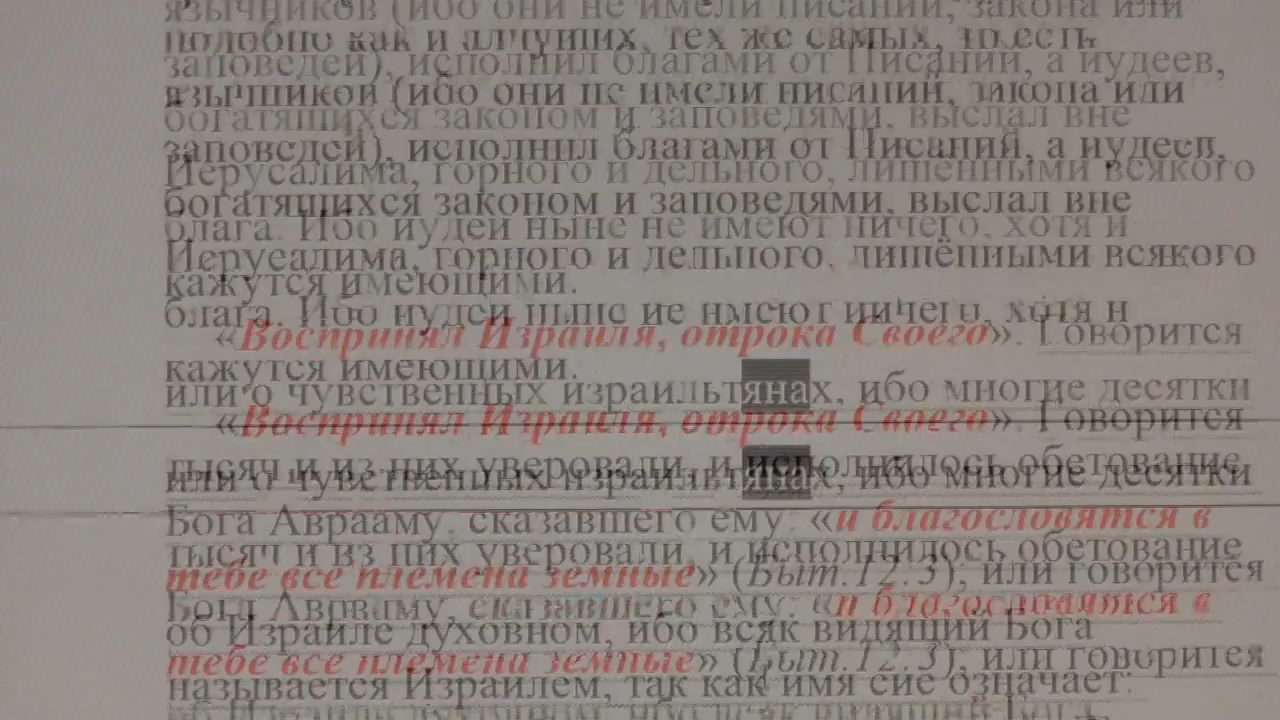 подобно как и алчущих, тех же самых, то есть
язычников (ибо они не имели писаний, закона или
заповедей), исполнил благами от Писаний, а иудеев,
богатящихся законом и заповедями, выслал вне
Иерусалима, горного и дельного, лишёнными всякого
блага. Ибо иудеи ныне не имеют ничего, хотя и
кажутся имеющими.
«Воспринял Израиля, отрока Своего». Говорится
или о чувственных израильтянах, ибо многие десятки
тысяч и из них уверовали, и исполнилось обетование
Бога Аврааму, сказавшего ему: «и благословятся в
тебе все племена земные» (Быт.12.3); или говорится
об Израиле духовном, ибо всяк видящий Бога
называется Израилем, так как имя сие означает: